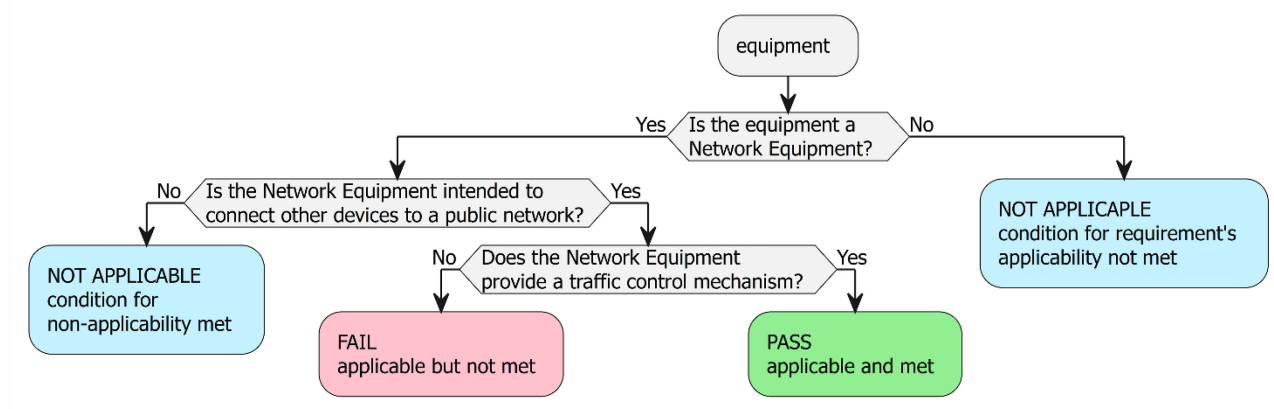 equipment
Yes
Is the equipment a
Network Equipment?
No
No
Is the Network Equipment intended to
connect other devices to a public network?
Yes
NOT APPLICAPLE
condition for requirement's
applicability not met
NOT APPLICABLE
condition for
non-applicability met
No
Does the Network Equipment
provide a traffic control mechanism?
Yes
FAIL
applicable but not met
PASS
applicable and met